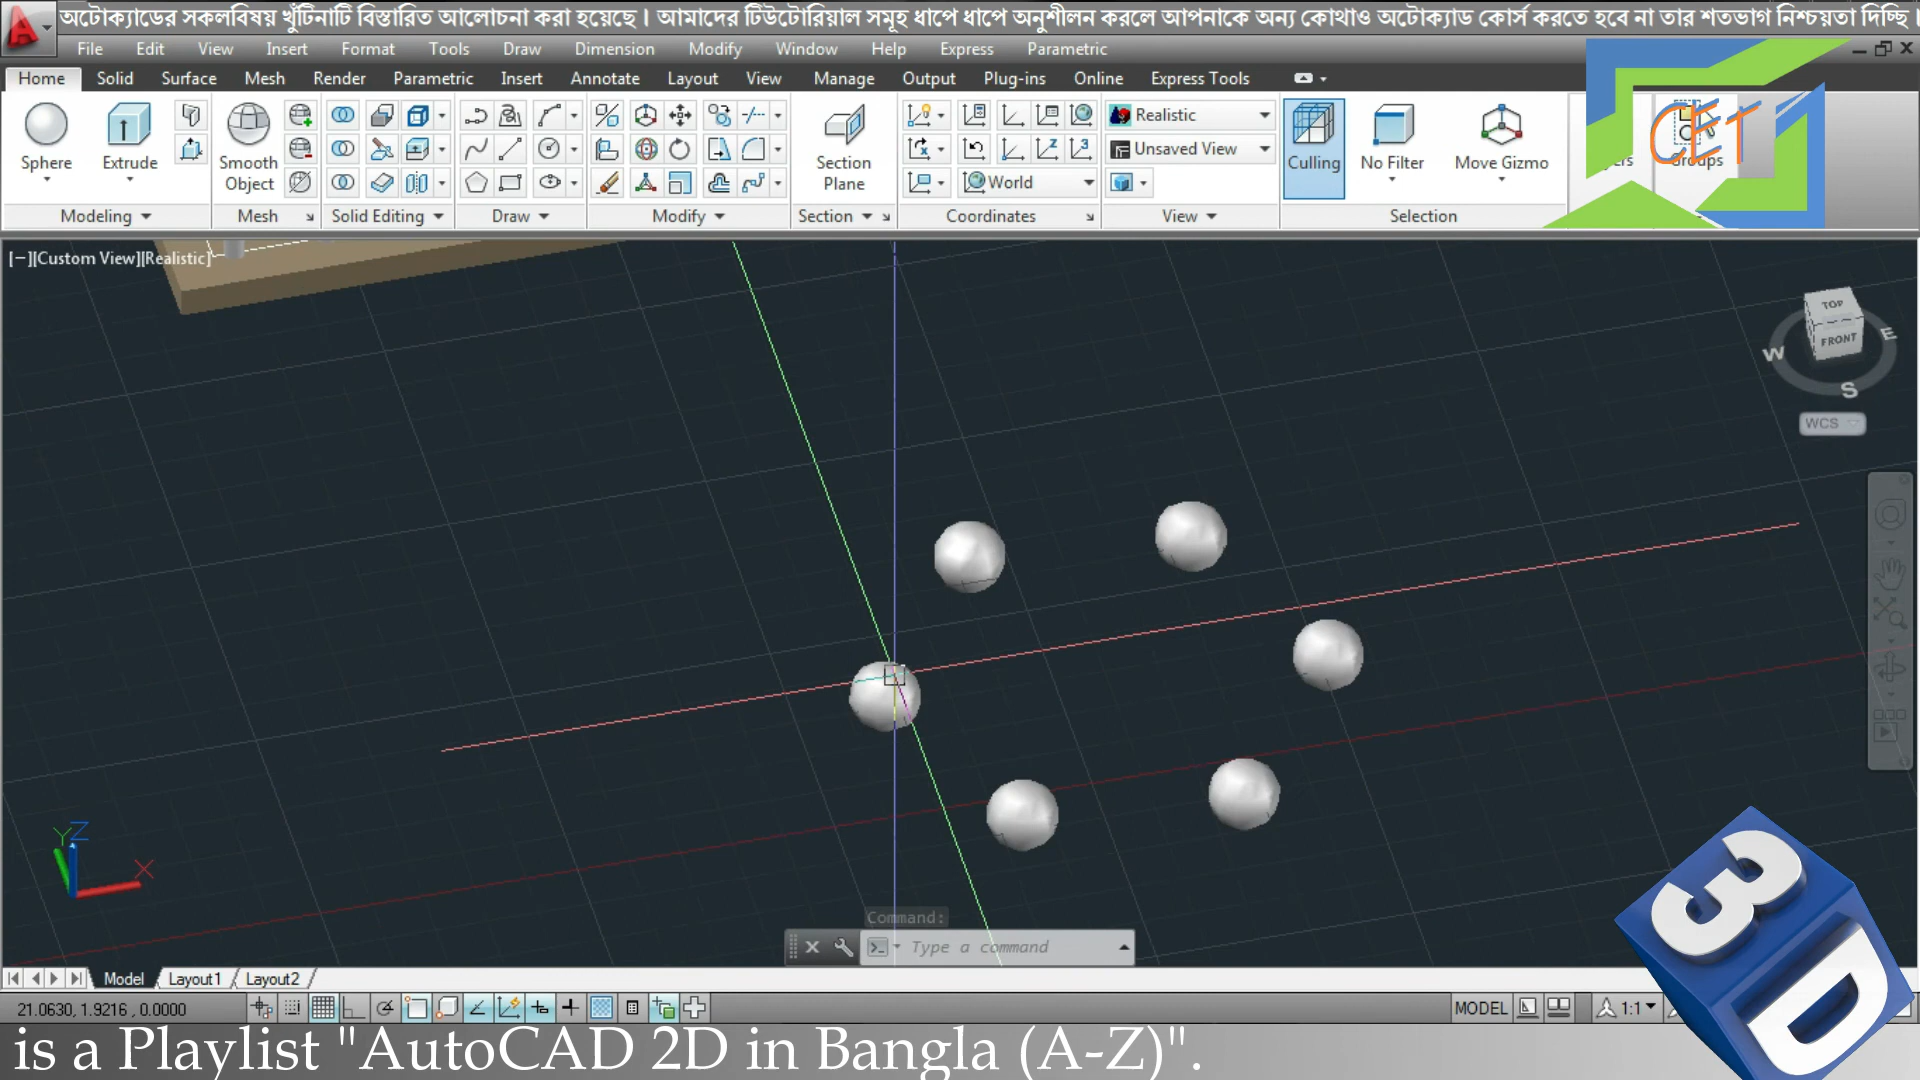 অটোক্যাডের সকলবিষয় খুঁটিনাটি বিস্তারিত আলোচনা করা হয়েছে। আমাদের টিউটোরিয়াল সমূহ ধাপে ধাপে অনুশীলন করলে আপনাকে অন্য কোথাও অটোক্যাড কোর্স করতে হবে না তার শতভাগ নিশ্চয়তা দিচ্ছি।
File Edit View Insert Format Tools Draw Dimension Modify Window Help Express Parametric
Home Solid Surface Mesh Render Parametric Insert Annotate Layout View Manage Output Plug-ins Online Express Tools
CET
Realistic
Unsaved View
World
Sphere Extrude Smooth Object Section Plane Culling No Filter Move Gizmo Groups
Modeling Mesh Solid Editing Draw Modify Section Coordinates View Selection
[−][Custom View][Realistic]
TOP
FRONT
W E S
WCS
Y Z X
Command:
Type a command
Model Layout1 Layout2
21.0630, 1.9216 , 0.0000
MODEL 1:1
3D
is a Playlist "AutoCAD 2D in Bangla (A-Z)".